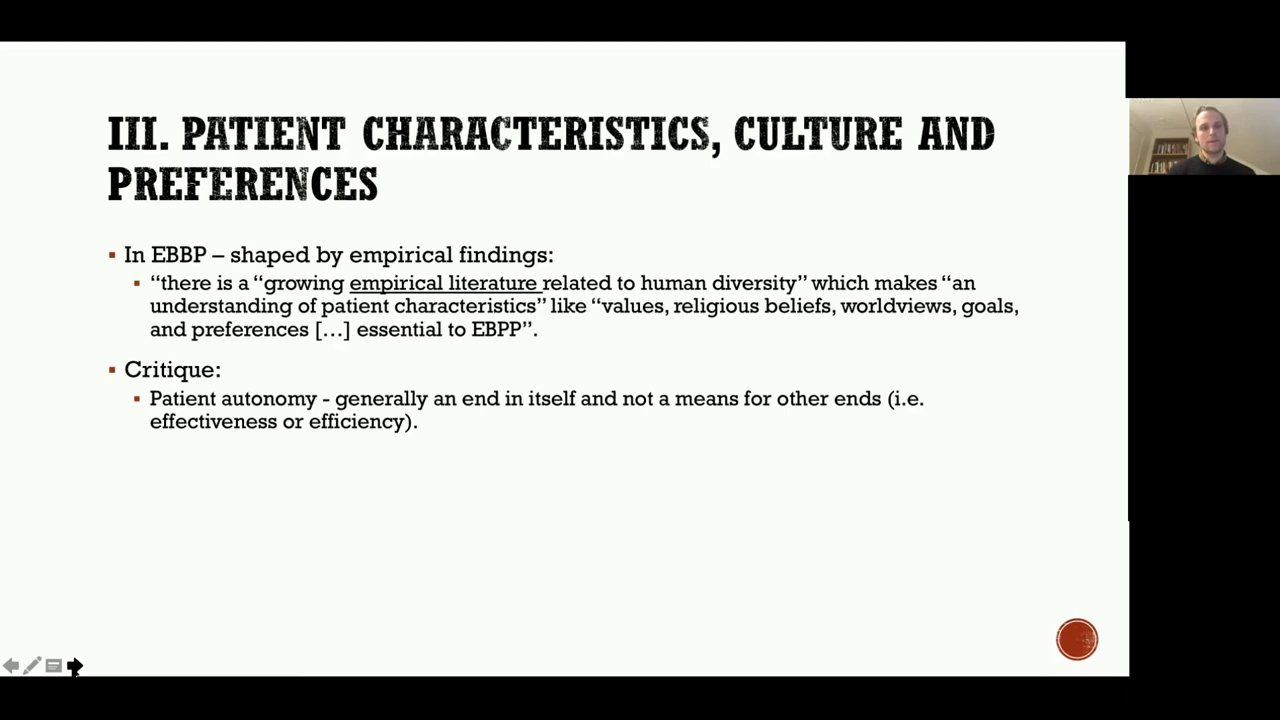 III. PATIENT CHARACTERISTICS, CULTURE AND
PREFERENCES
▪ In EBBP – shaped by empirical findings:
▪ “there is a “growing empirical literature related to human diversity” which makes “an
understanding of patient characteristics” like “values, religious beliefs, worldviews, goals,
and preferences […] essential to EBPP”.
▪ Critique:
▪ Patient autonomy - generally an end in itself and not a means for other ends (i.e.
effectiveness or efficiency).